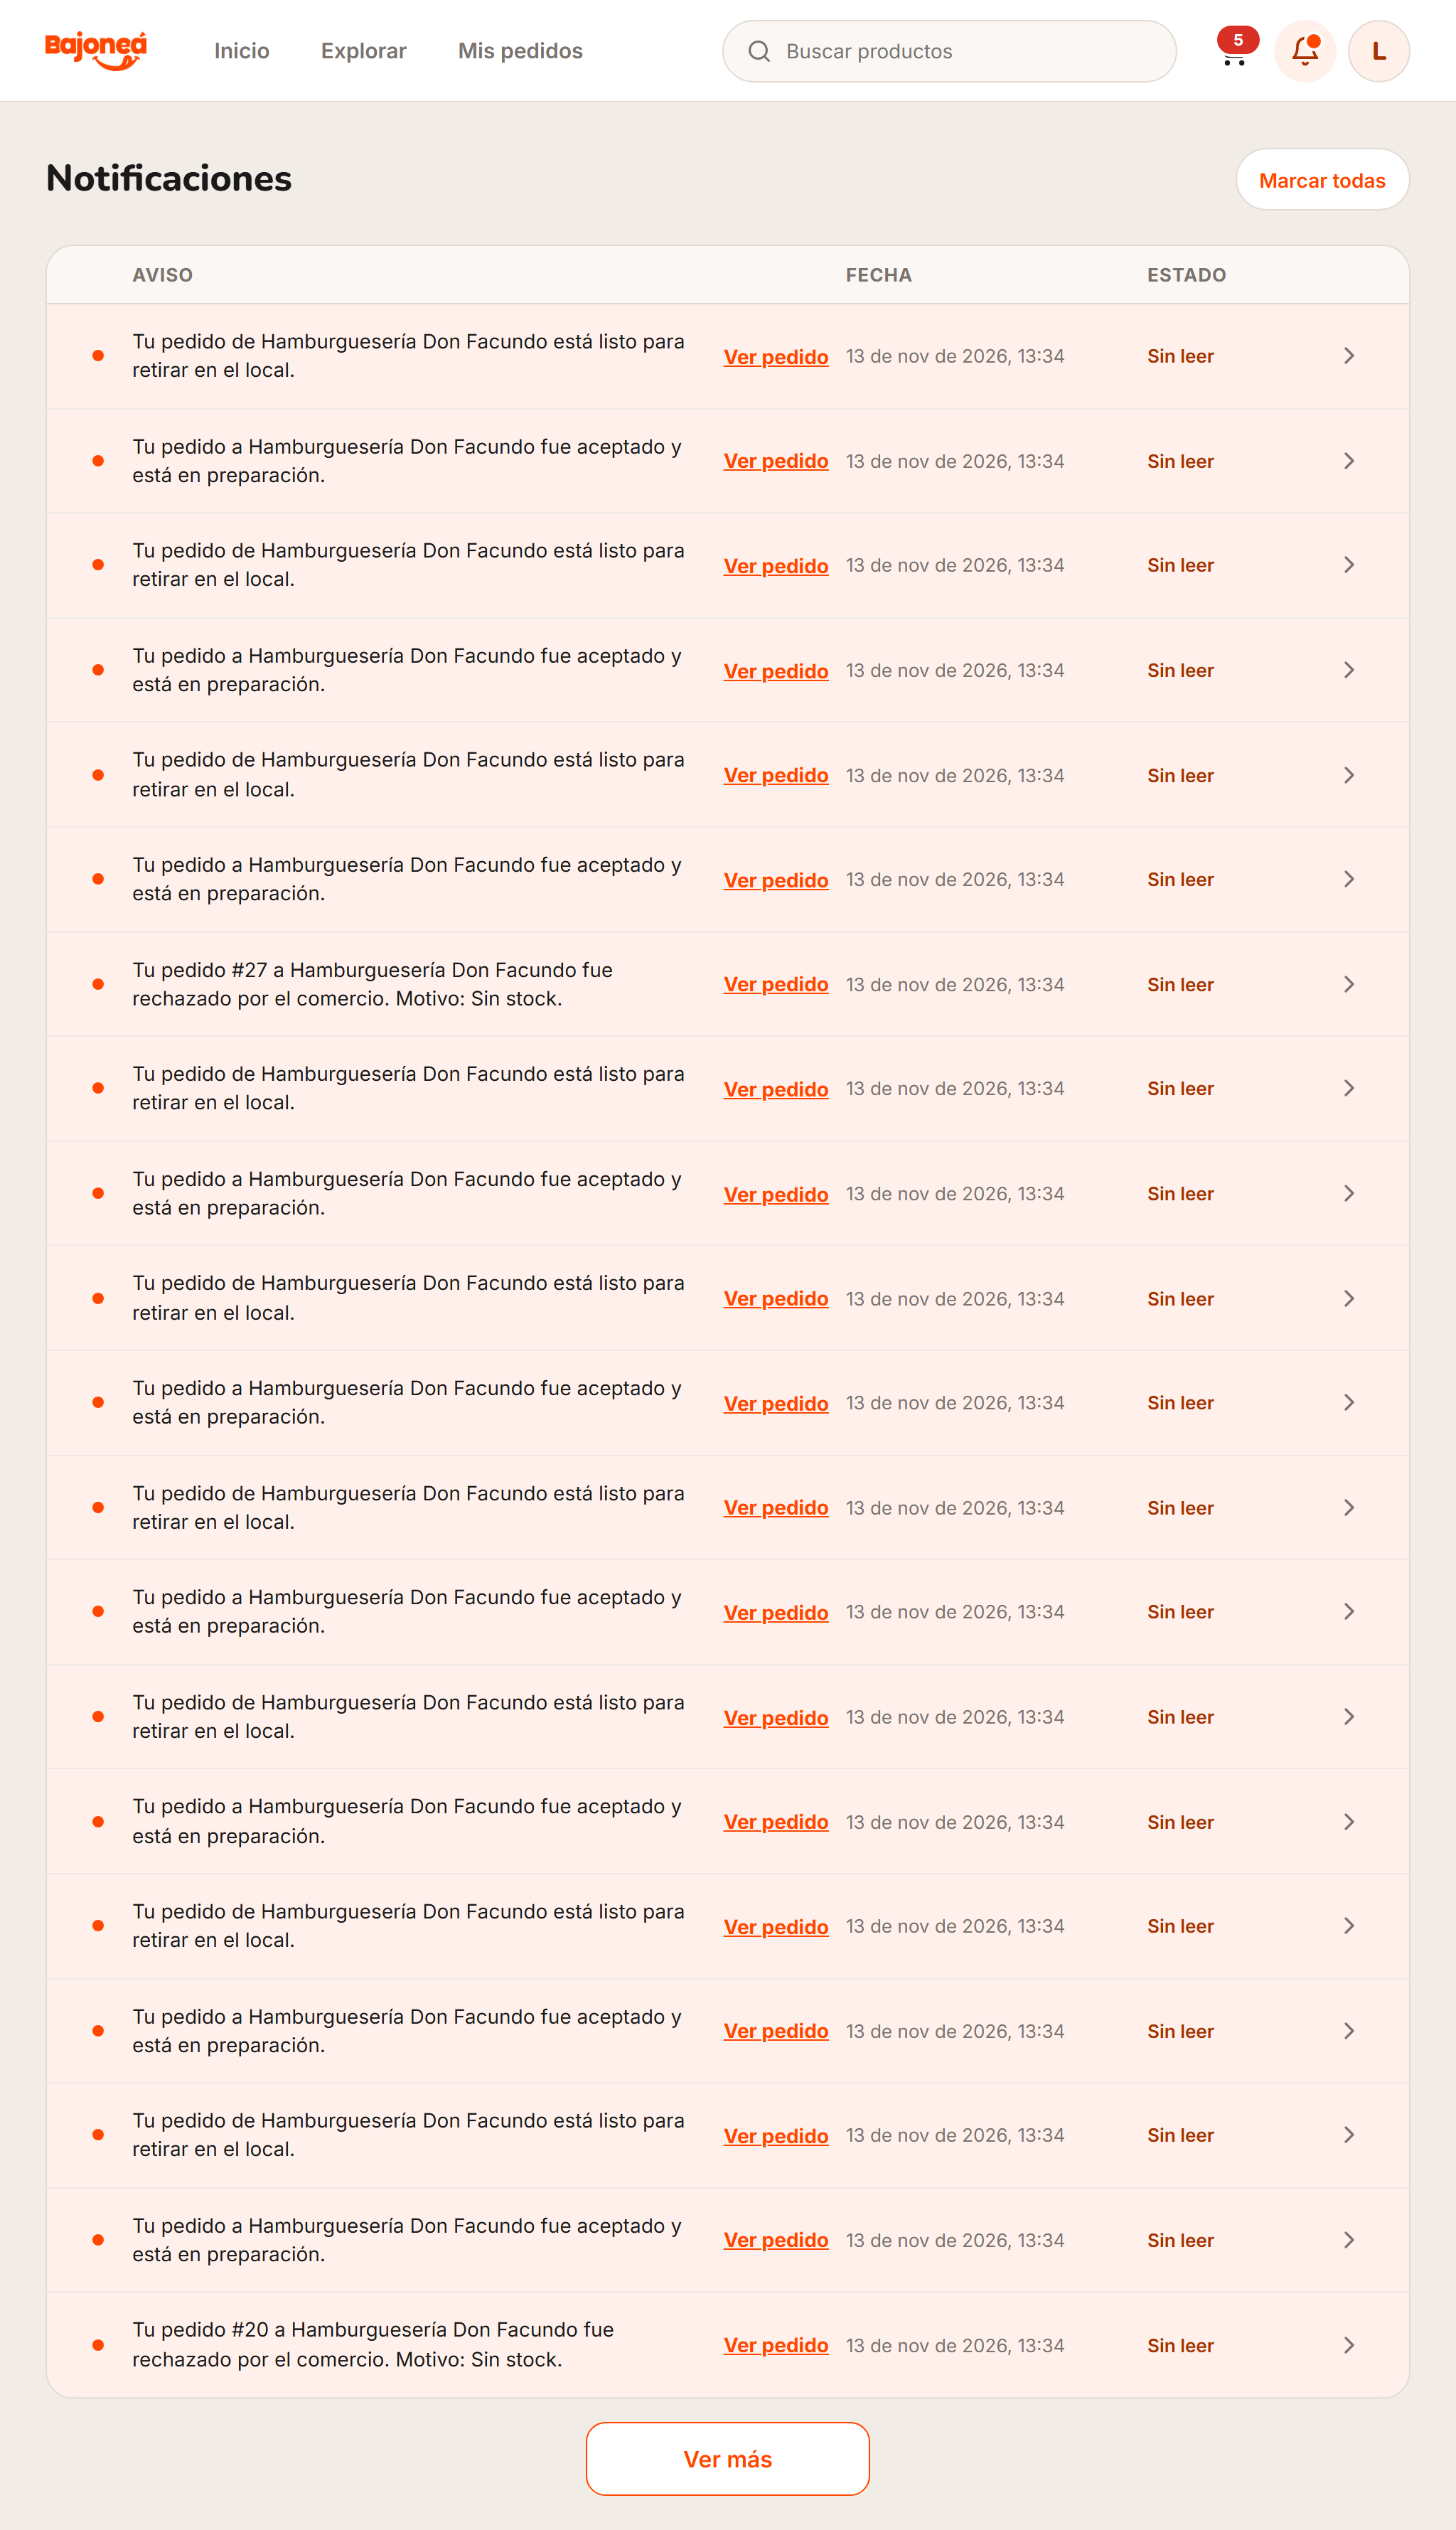 Bajoneá
Inicio
Explorar
Mis pedidos
Buscar productos
5
L
Notificaciones
Marcar todas
AVISO
FECHA
ESTADO
Tu pedido de Hamburguesería Don Facundo está listo para
retirar en el local.
Ver pedido
13 de nov de 2026, 13:34
Sin leer
Tu pedido a Hamburguesería Don Facundo fue aceptado y
está en preparación.
Ver pedido
13 de nov de 2026, 13:34
Sin leer
Tu pedido de Hamburguesería Don Facundo está listo para
retirar en el local.
Ver pedido
13 de nov de 2026, 13:34
Sin leer
Tu pedido a Hamburguesería Don Facundo fue aceptado y
está en preparación.
Ver pedido
13 de nov de 2026, 13:34
Sin leer
Tu pedido de Hamburguesería Don Facundo está listo para
retirar en el local.
Ver pedido
13 de nov de 2026, 13:34
Sin leer
Tu pedido a Hamburguesería Don Facundo fue aceptado y
está en preparación.
Ver pedido
13 de nov de 2026, 13:34
Sin leer
Tu pedido #27 a Hamburguesería Don Facundo fue
rechazado por el comercio. Motivo: Sin stock.
Ver pedido
13 de nov de 2026, 13:34
Sin leer
Tu pedido de Hamburguesería Don Facundo está listo para
retirar en el local.
Ver pedido
13 de nov de 2026, 13:34
Sin leer
Tu pedido a Hamburguesería Don Facundo fue aceptado y
está en preparación.
Ver pedido
13 de nov de 2026, 13:34
Sin leer
Tu pedido de Hamburguesería Don Facundo está listo para
retirar en el local.
Ver pedido
13 de nov de 2026, 13:34
Sin leer
Tu pedido a Hamburguesería Don Facundo fue aceptado y
está en preparación.
Ver pedido
13 de nov de 2026, 13:34
Sin leer
Tu pedido de Hamburguesería Don Facundo está listo para
retirar en el local.
Ver pedido
13 de nov de 2026, 13:34
Sin leer
Tu pedido a Hamburguesería Don Facundo fue aceptado y
está en preparación.
Ver pedido
13 de nov de 2026, 13:34
Sin leer
Tu pedido de Hamburguesería Don Facundo está listo para
retirar en el local.
Ver pedido
13 de nov de 2026, 13:34
Sin leer
Tu pedido a Hamburguesería Don Facundo fue aceptado y
está en preparación.
Ver pedido
13 de nov de 2026, 13:34
Sin leer
Tu pedido de Hamburguesería Don Facundo está listo para
retirar en el local.
Ver pedido
13 de nov de 2026, 13:34
Sin leer
Tu pedido a Hamburguesería Don Facundo fue aceptado y
está en preparación.
Ver pedido
13 de nov de 2026, 13:34
Sin leer
Tu pedido de Hamburguesería Don Facundo está listo para
retirar en el local.
Ver pedido
13 de nov de 2026, 13:34
Sin leer
Tu pedido a Hamburguesería Don Facundo fue aceptado y
está en preparación.
Ver pedido
13 de nov de 2026, 13:34
Sin leer
Tu pedido #20 a Hamburguesería Don Facundo fue
rechazado por el comercio. Motivo: Sin stock.
Ver pedido
13 de nov de 2026, 13:34
Sin leer
Ver más